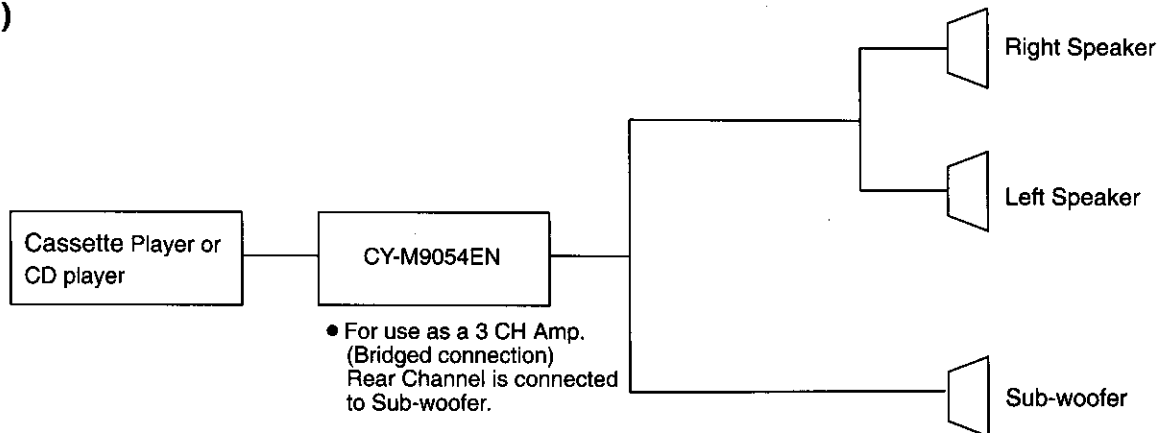 )
Right Speaker
Left Speaker
Cassette Player or
CD player
CY-M9054EN
● For use as a 3 CH Amp.
(Bridged connection)
Rear Channel is connected
to Sub-woofer.
Sub-woofer